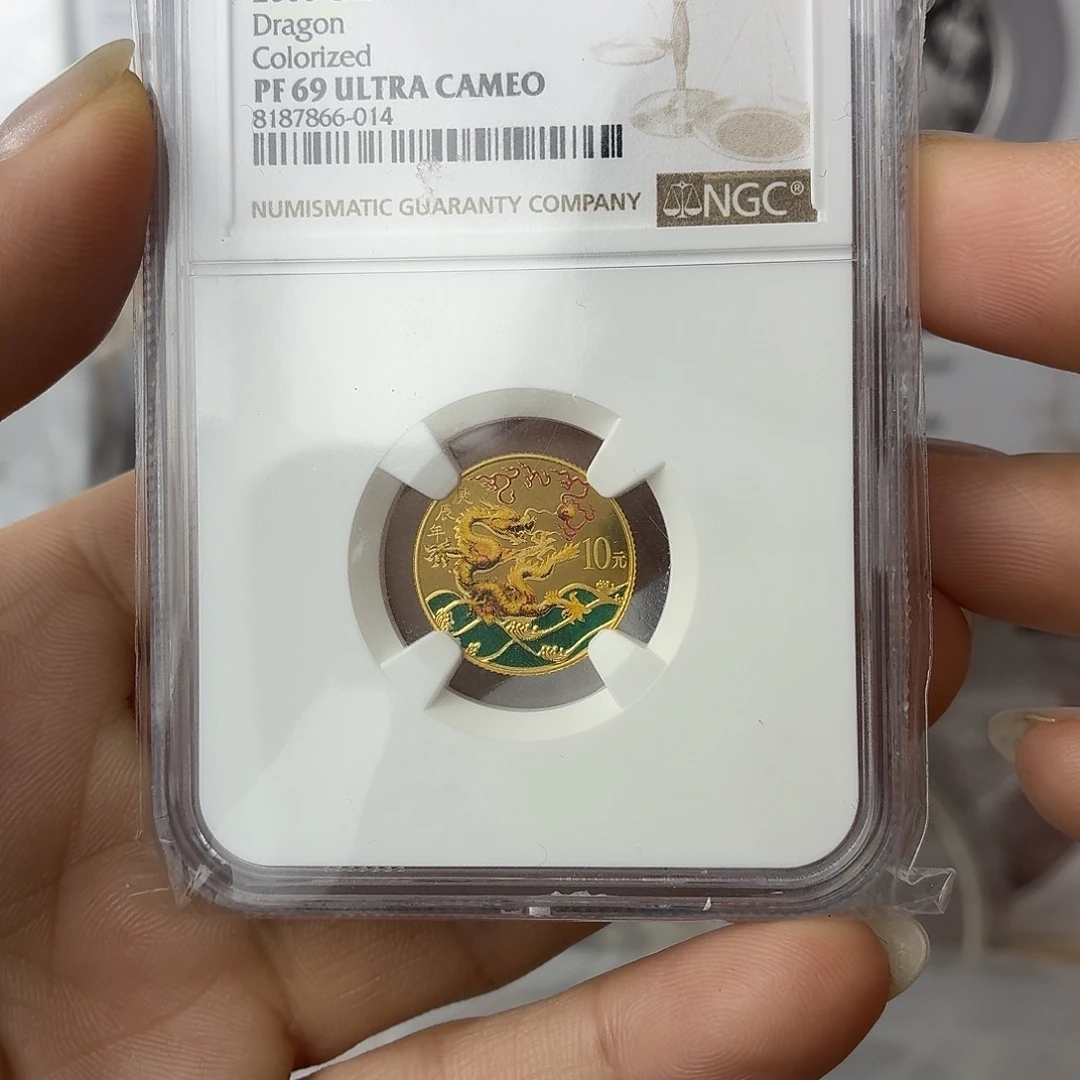 Dragon
Colorized
PF 69 ULTRA CAMEO
8187866-014
NUMISMATIC GUARANTY COMPANY
NGC®
庚辰年
10元